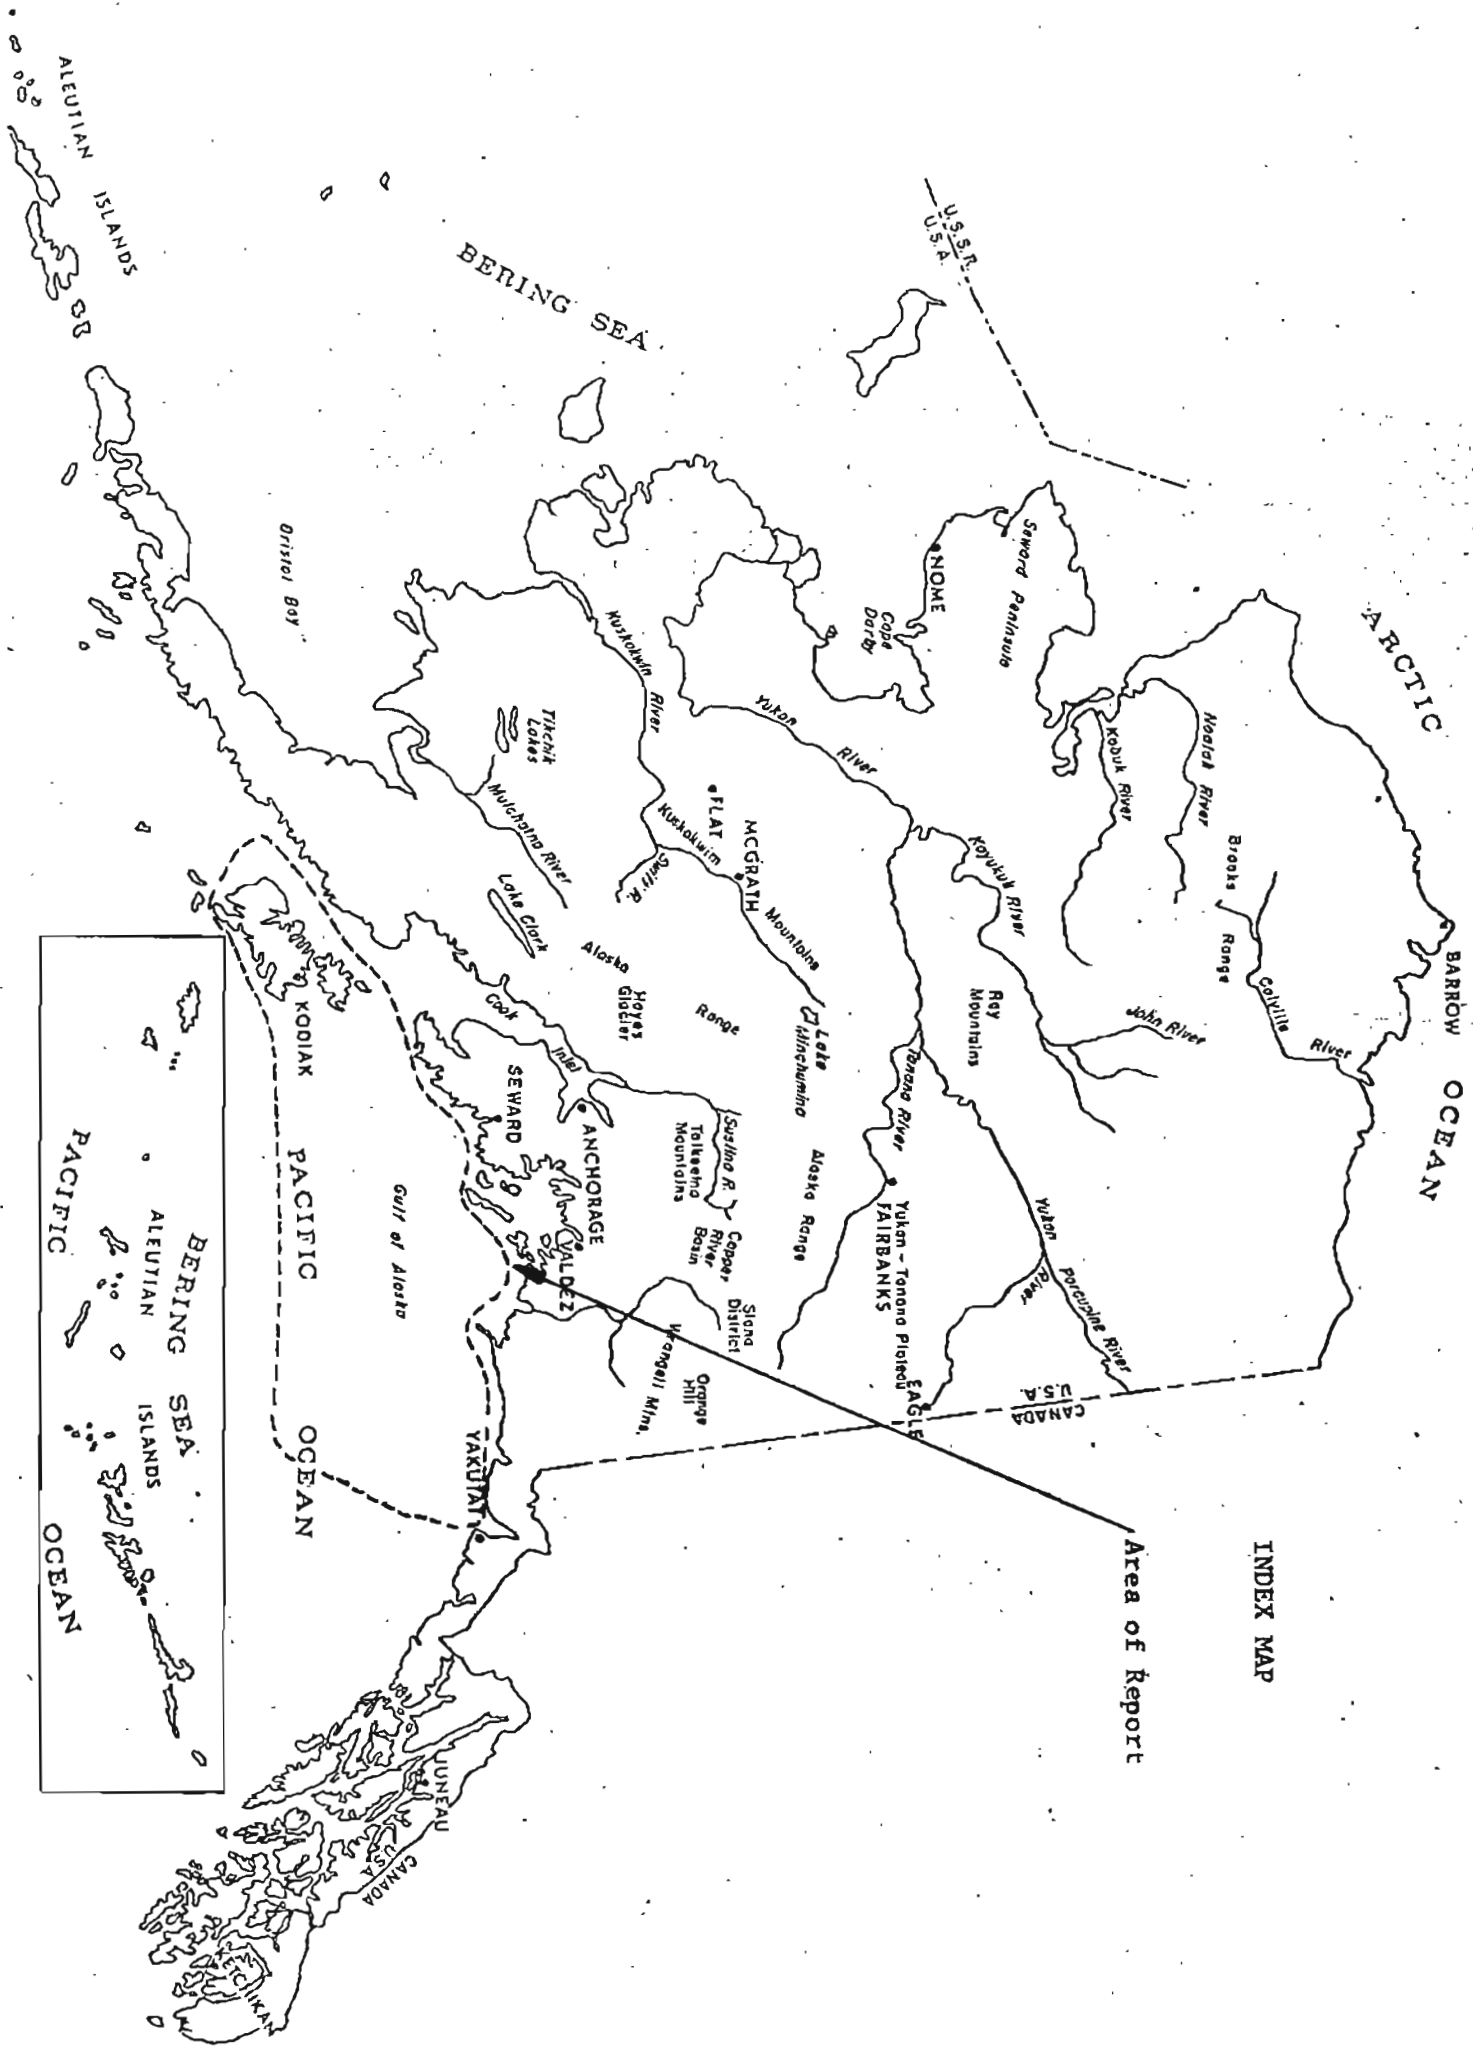 INDEX MAP
Area of Report
ARCTIC
OCEAN
BARROW
Colville
River
Brooks
Range
Noatak River
Kobuk River
John River
Koyukuk River
Ray
Mountains
Porcupine River
Yukon
River
CANADA
U.S.A.
U.S.S.R.
U.S.A.
Seward Peninsula
NOME
Cape
Darby
Yukon
River
Tanana River
Yukon - Tanana Plateau
FAIRBANKS
EAGLE
Lake
Minchumina
Alaska Range
MCGRATH
FLAT
Kuskokwim
Mountains
Kuskokwin
River
Swift R.
BERING SEA
Tikchik
Lakes
Mulchatna River
Lake Clark
Alaska
Range
Hayes
Glacier
Susitna R.
Talkeetna
Mountains
Copper
River
Basin
Slana
District
Orange
Hill
Wrangell Mtns.
Cook
Inlet
ANCHORAGE
SEWARD
VALDEZ
YAKUTAT
Gulf of Alaska
KODIAK
PACIFIC
OCEAN
Bristol Bay
ALEUTIAN
ISLANDS
JUNEAU
CANADA
U.S.A.
KETCHIKAN
BERING SEA
ALEUTIAN
ISLANDS
PACIFIC
OCEAN